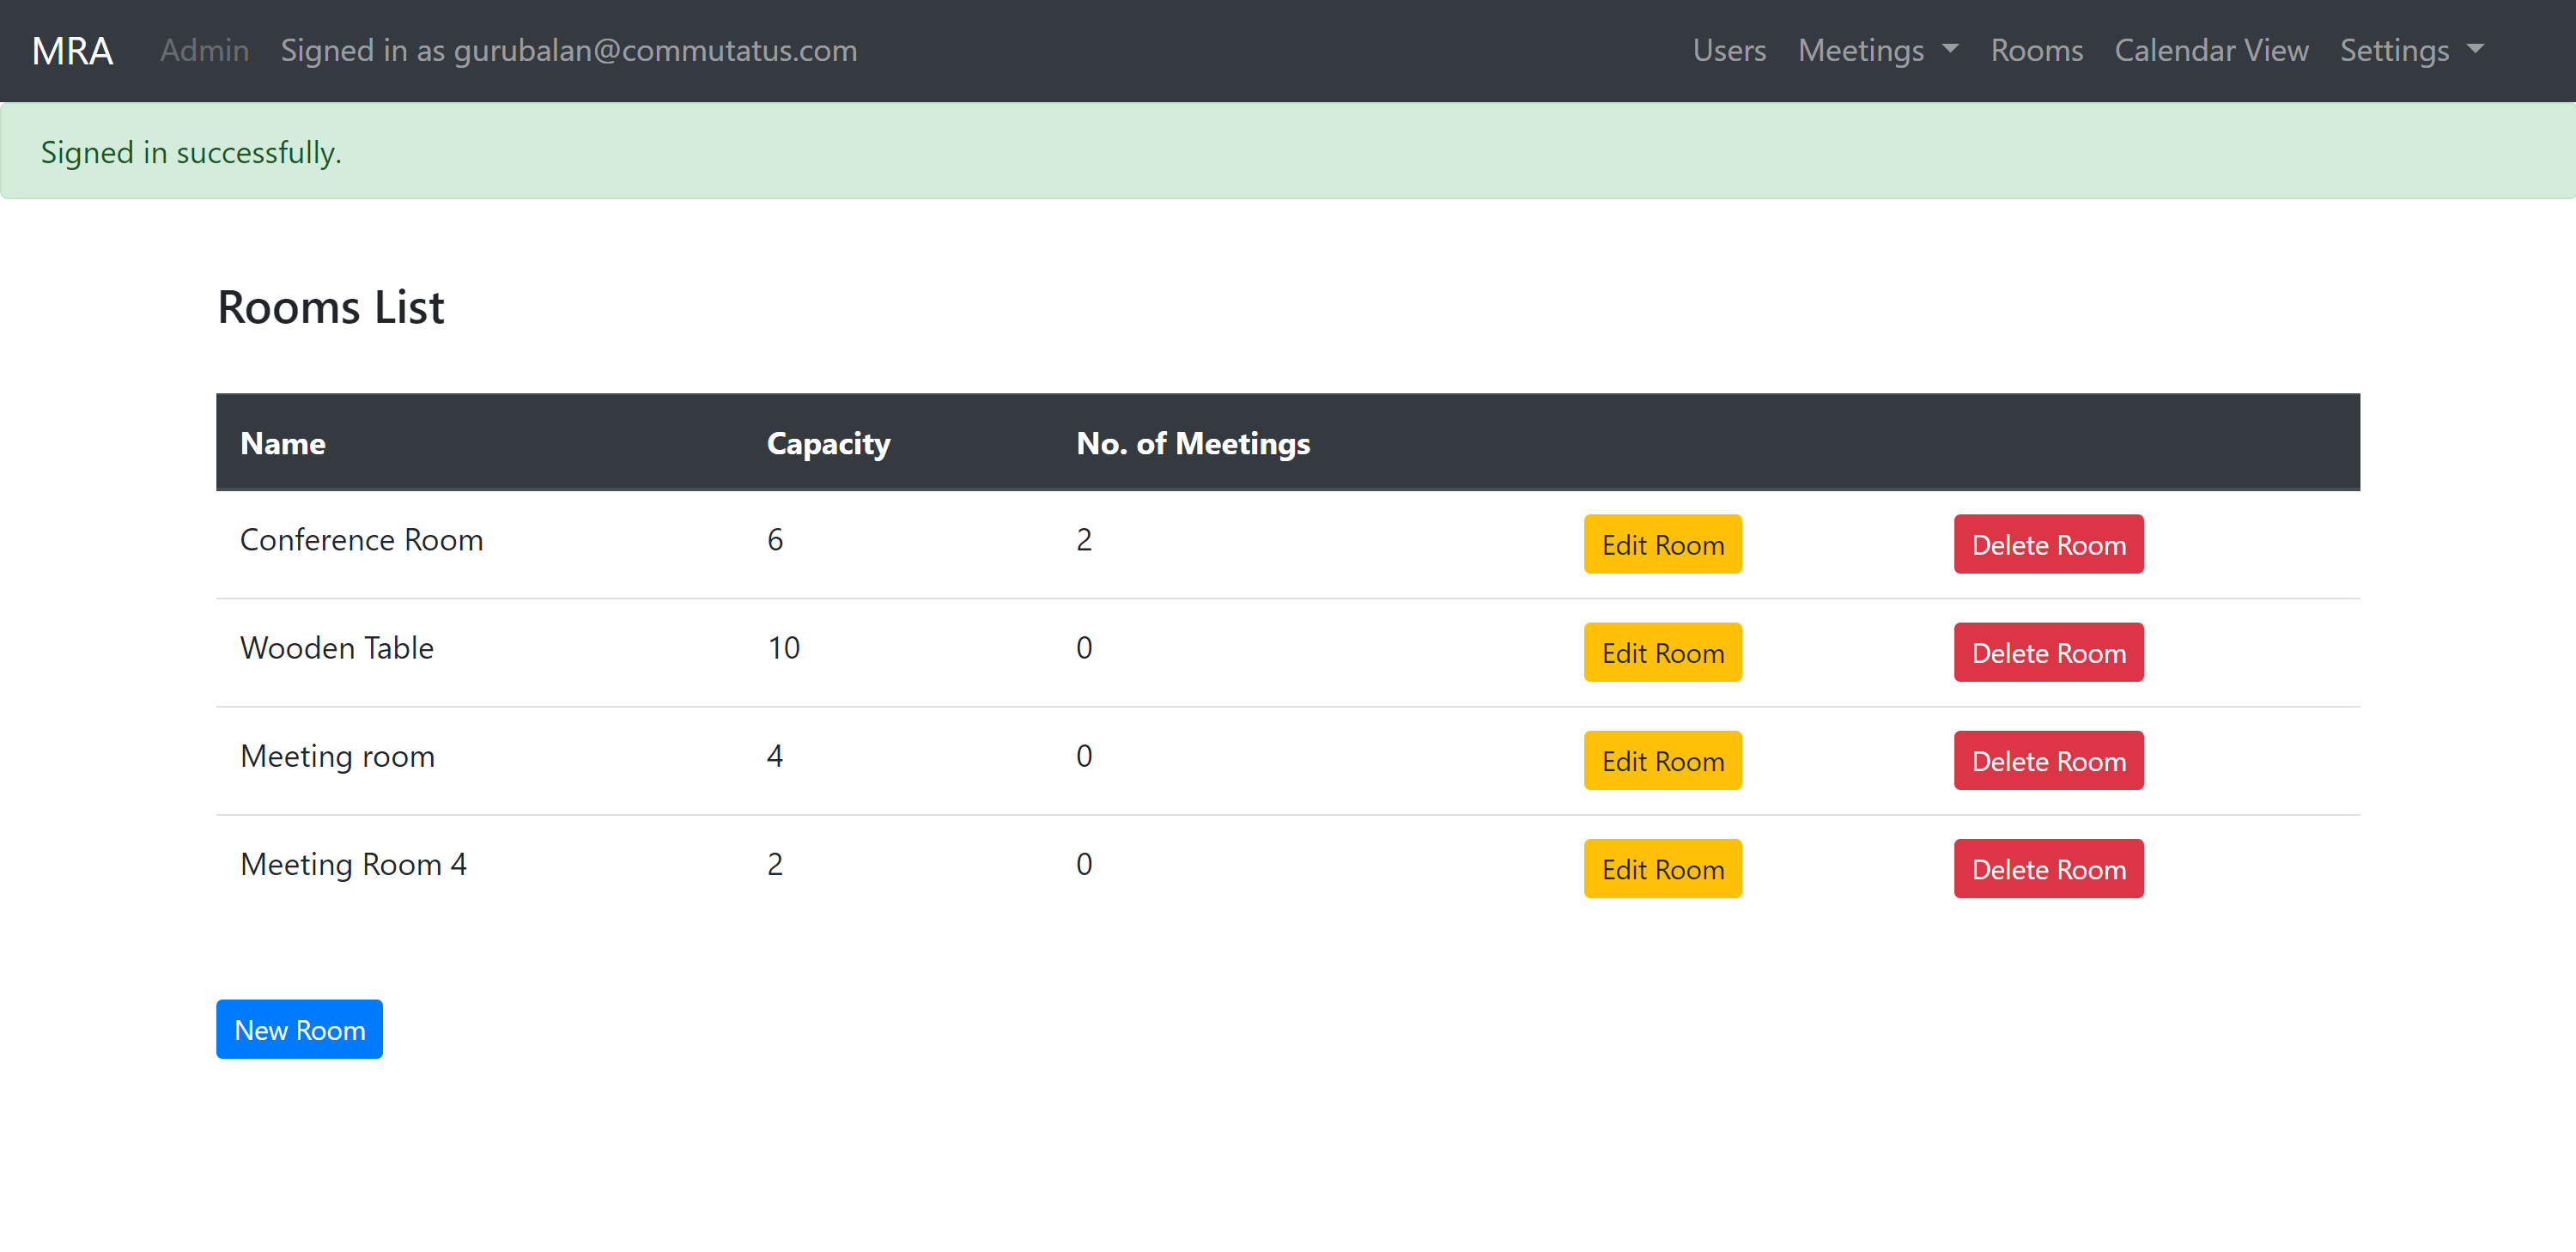 MRA Admin Signed in as gurubalan@commutatus.com Users Meetings Rooms Calendar View Settings
Signed in successfully.
Rooms List
Name Capacity No. of Meetings
Conference Room 6 2 Edit Room Delete Room
Wooden Table 10 0 Edit Room Delete Room
Meeting room 4 0 Edit Room Delete Room
Meeting Room 4 2 0 Edit Room Delete Room
New Room